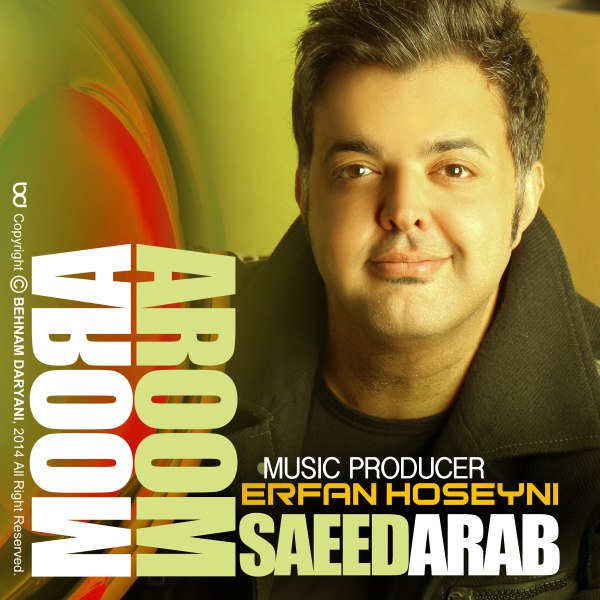 AROOM
AROOM
MUSIC PRODUCER
ERFAN HOSEYNI
SAEEDARAB
bd Copyright © BEHNAM DARYANI, 2014 All Right Reserved.